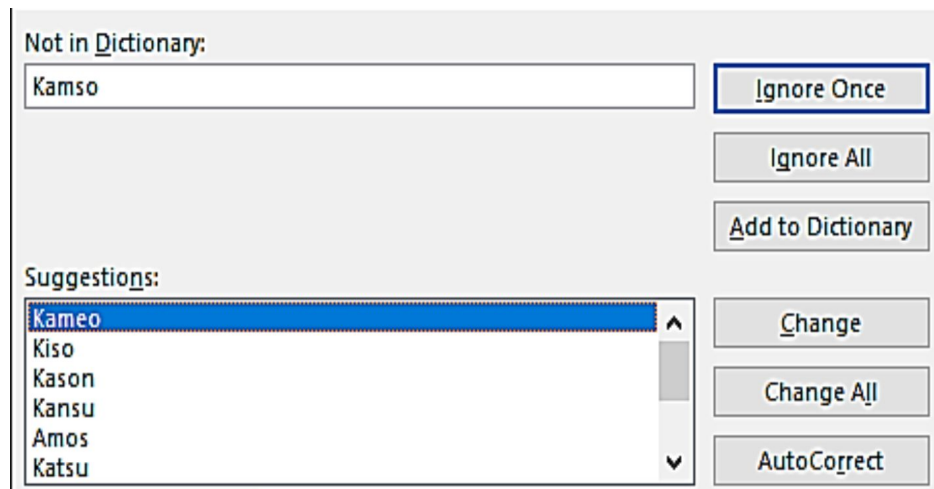 Not in Dictionary:
Kamso
Ignore Once
Ignore All
Add to Dictionary
Suggestions:
Kameo
Kiso
Kason
Kansu
Amos
Katsu
Change
Change All
AutoCorrect